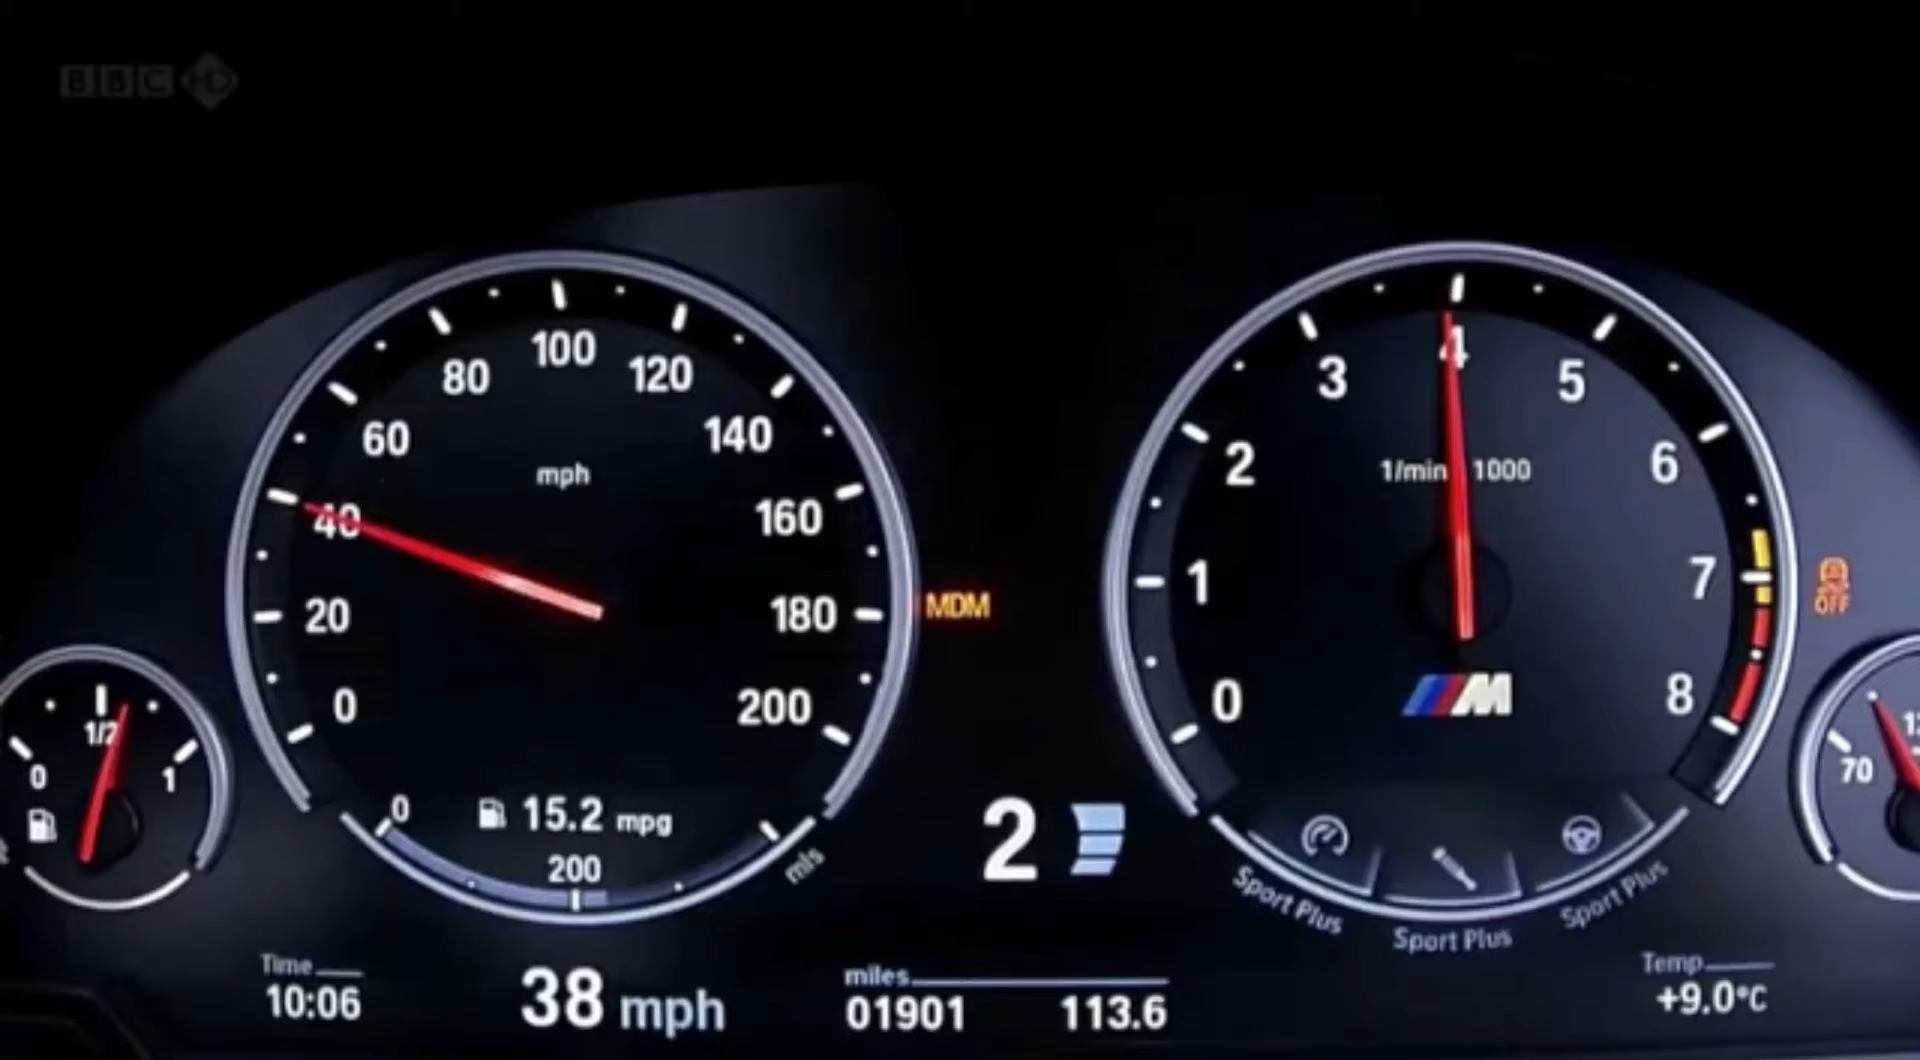 BBC HD
0
20
40
60
80
100
120
140
160
180
200
mph
15.2 mpg
0
200
mls
0
1/2
1
MDM
2
0
1
2
3
4
5
6
7
8
1/min 1000
M
Sport Plus
Sport Plus
Sport Plus
OFF
70
Time
10:06
38 mph
miles
01901 113.6
Temp
+9.0°C